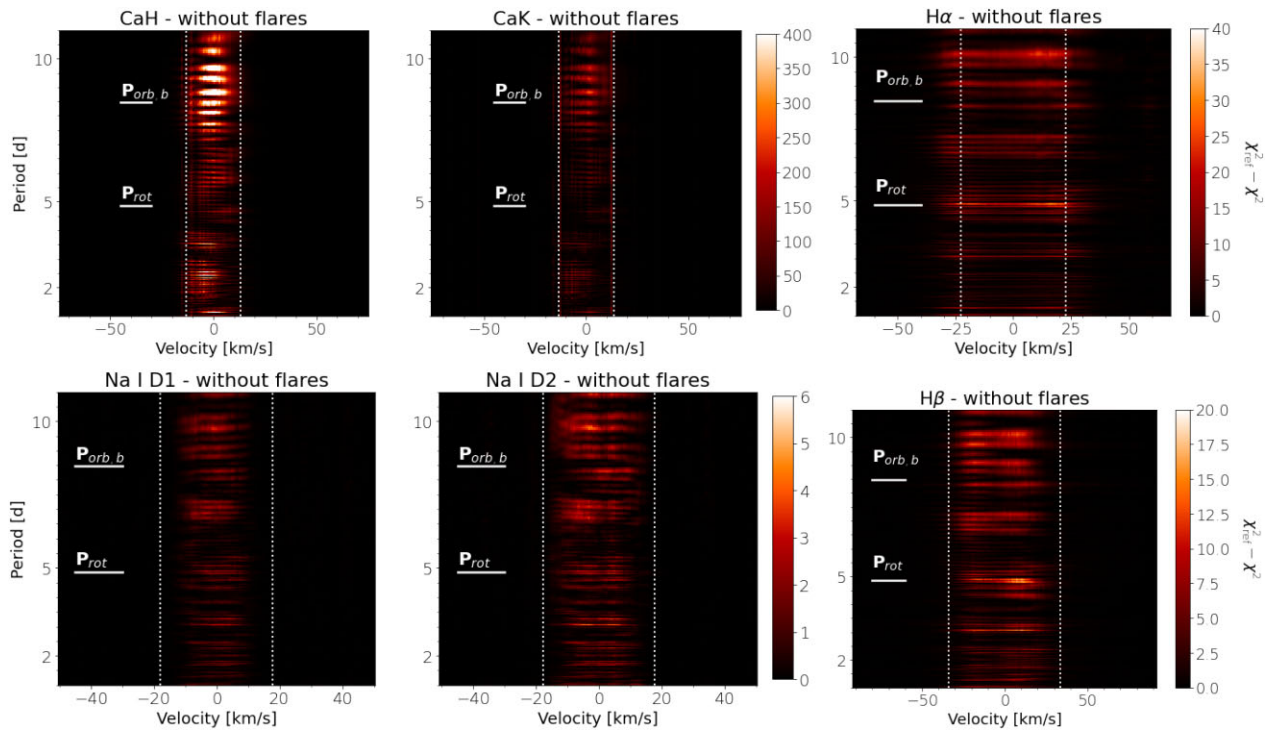 CaH - without flares
CaK - without flares
Hα - without flares
Period [d]
10
5
2
P_orb, b
P_rot
−50
0
50
Velocity [km/s]
P_orb, b
P_rot
−50
0
50
Velocity [km/s]
400
350
300
250
200
150
100
50
0
10
5
2
P_orb, b
P_rot
−50
−25
0
25
50
Velocity [km/s]
40
35
30
25
20
15
10
5
0
χ²_ref − χ²
Na I D1 - without flares
Na I D2 - without flares
Hβ - without flares
Period [d]
10
5
2
P_orb, b
P_rot
−40
−20
0
20
40
Velocity [km/s]
10
5
2
P_orb, b
P_rot
−40
−20
0
20
40
Velocity [km/s]
6
5
4
3
2
1
0
10
5
2
P_orb, b
P_rot
−50
0
50
Velocity [km/s]
20.0
17.5
15.0
12.5
10.0
7.5
5.0
2.5
0.0
χ²_ref − χ²